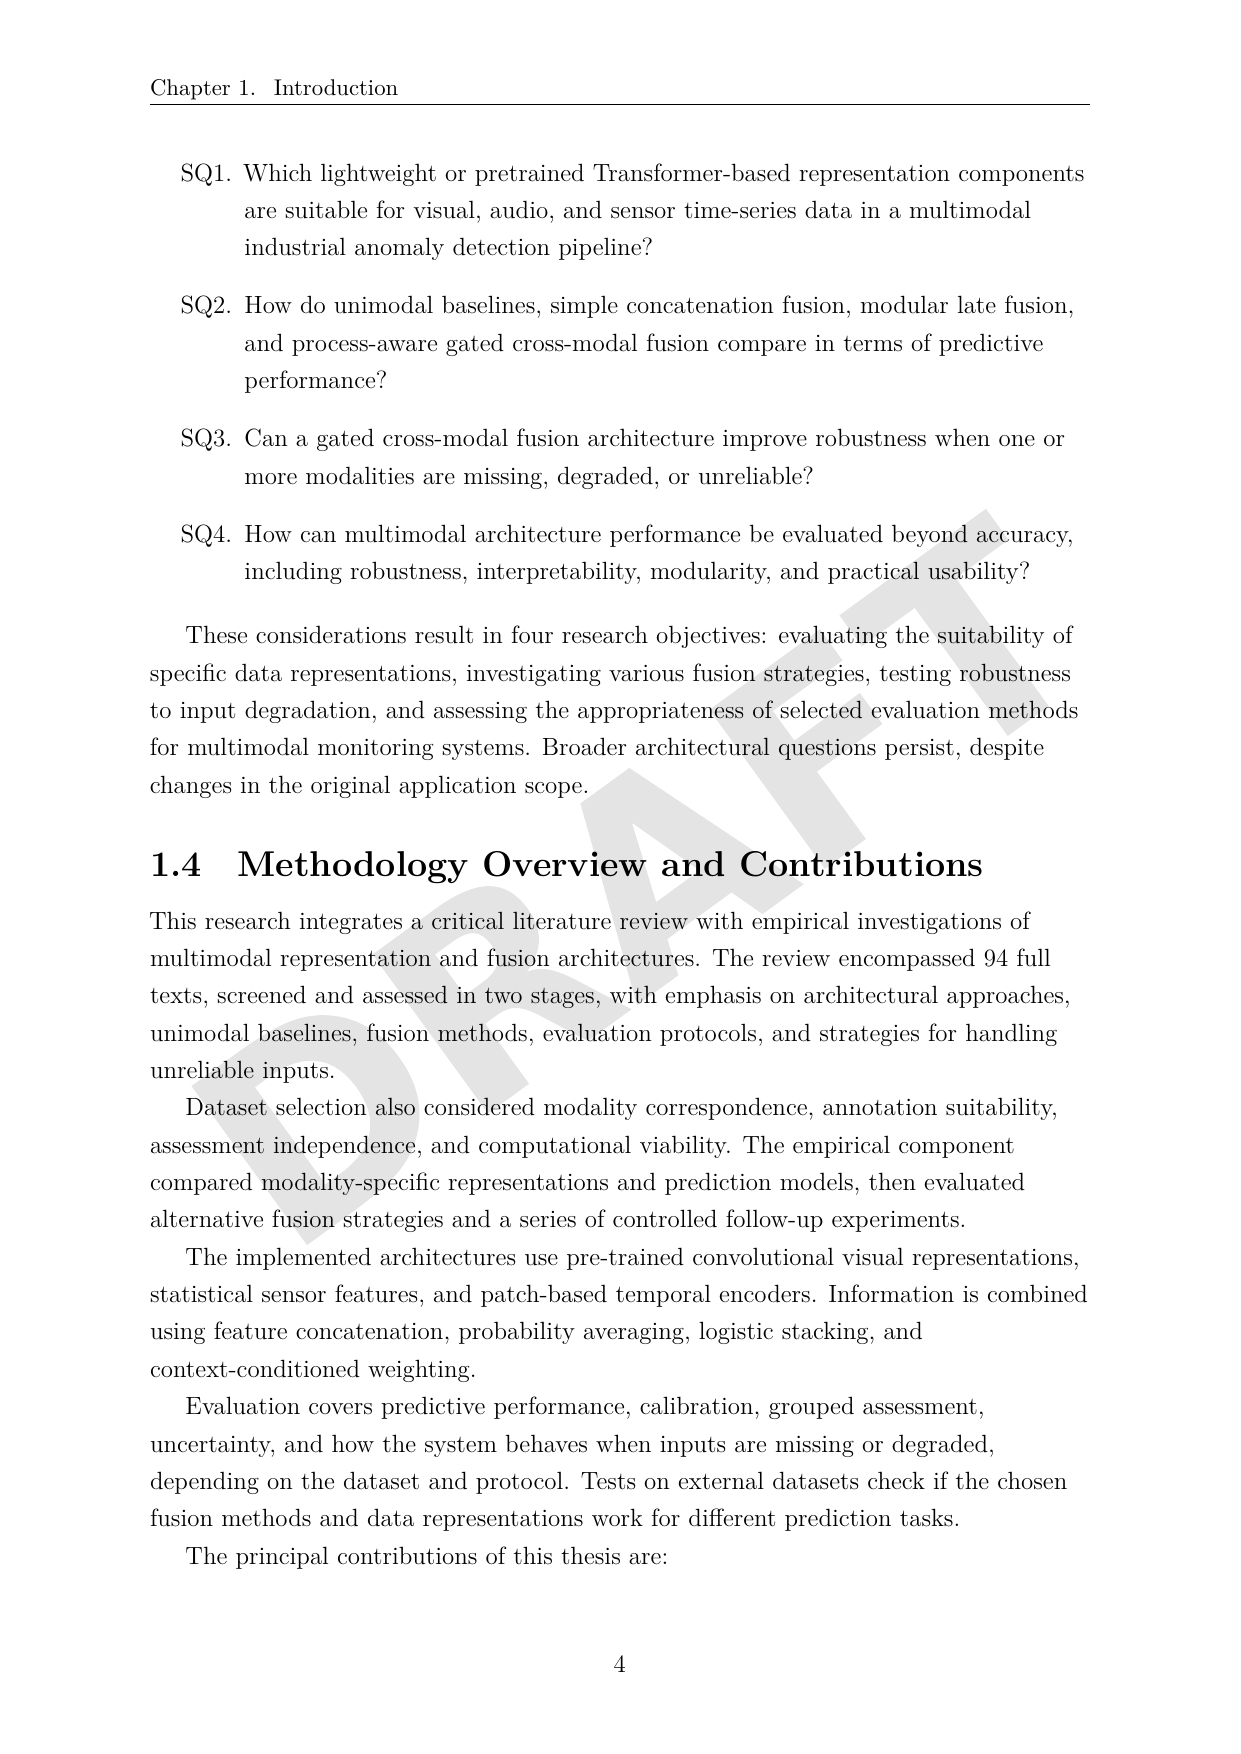 Chapter 1. Introduction
SQ1. Which lightweight or pretrained Transformer-based representation components
are suitable for visual, audio, and sensor time-series data in a multimodal
industrial anomaly detection pipeline?
SQ2. How do unimodal baselines, simple concatenation fusion, modular late fusion,
and process-aware gated cross-modal fusion compare in terms of predictive
performance?
SQ3. Can a gated cross-modal fusion architecture improve robustness when one or
more modalities are missing, degraded, or unreliable?
SQ4. How can multimodal architecture performance be evaluated beyond accuracy,
including robustness, interpretability, modularity, and practical usability?
These considerations result in four research objectives: evaluating the suitability of
specific data representations, investigating various fusion strategies, testing robustness
to input degradation, and assessing the appropriateness of selected evaluation methods
for multimodal monitoring systems. Broader architectural questions persist, despite
changes in the original application scope.
1.4 Methodology Overview and Contributions
This research integrates a critical literature review with empirical investigations of
multimodal representation and fusion architectures. The review encompassed 94 full
texts, screened and assessed in two stages, with emphasis on architectural approaches,
unimodal baselines, fusion methods, evaluation protocols, and strategies for handling
unreliable inputs.
Dataset selection also considered modality correspondence, annotation suitability,
assessment independence, and computational viability. The empirical component
compared modality-specific representations and prediction models, then evaluated
alternative fusion strategies and a series of controlled follow-up experiments.
The implemented architectures use pre-trained convolutional visual representations,
statistical sensor features, and patch-based temporal encoders. Information is combined
using feature concatenation, probability averaging, logistic stacking, and
context-conditioned weighting.
Evaluation covers predictive performance, calibration, grouped assessment,
uncertainty, and how the system behaves when inputs are missing or degraded,
depending on the dataset and protocol. Tests on external datasets check if the chosen
fusion methods and data representations work for different prediction tasks.
The principal contributions of this thesis are:
4
DRAFT